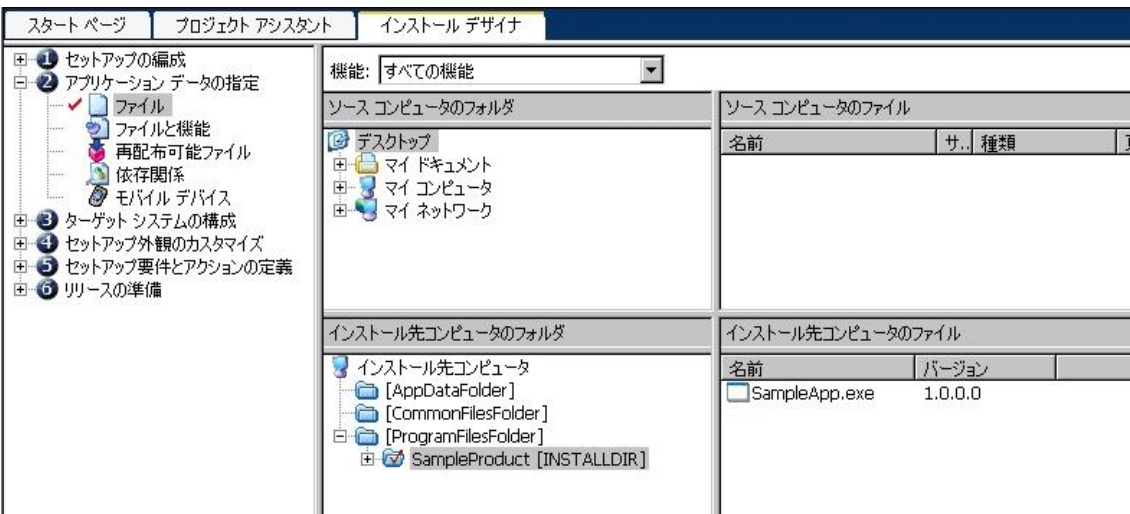 スタート ページ
プロジェクト アシスタント
インストール デザイナ
1 セットアップの編成
2 アプリケーション データの指定
ファイル
ファイルと機能
再配布可能ファイル
依存関係
モバイル デバイス
3 ターゲット システムの構成
4 セットアップ外観のカスタマイズ
5 セットアップ要件とアクションの定義
6 リリースの準備
機能: すべての機能
ソース コンピュータのフォルダ
デスクトップ
マイ ドキュメント
マイ コンピュータ
マイ ネットワーク
ソース コンピュータのファイル
名前 サ.. 種類
インストール先コンピュータのフォルダ
インストール先コンピュータ
[AppDataFolder]
[CommonFilesFolder]
[ProgramFilesFolder]
SampleProduct [INSTALLDIR]
インストール先コンピュータのファイル
名前 バージョン
SampleApp.exe 1.0.0.0